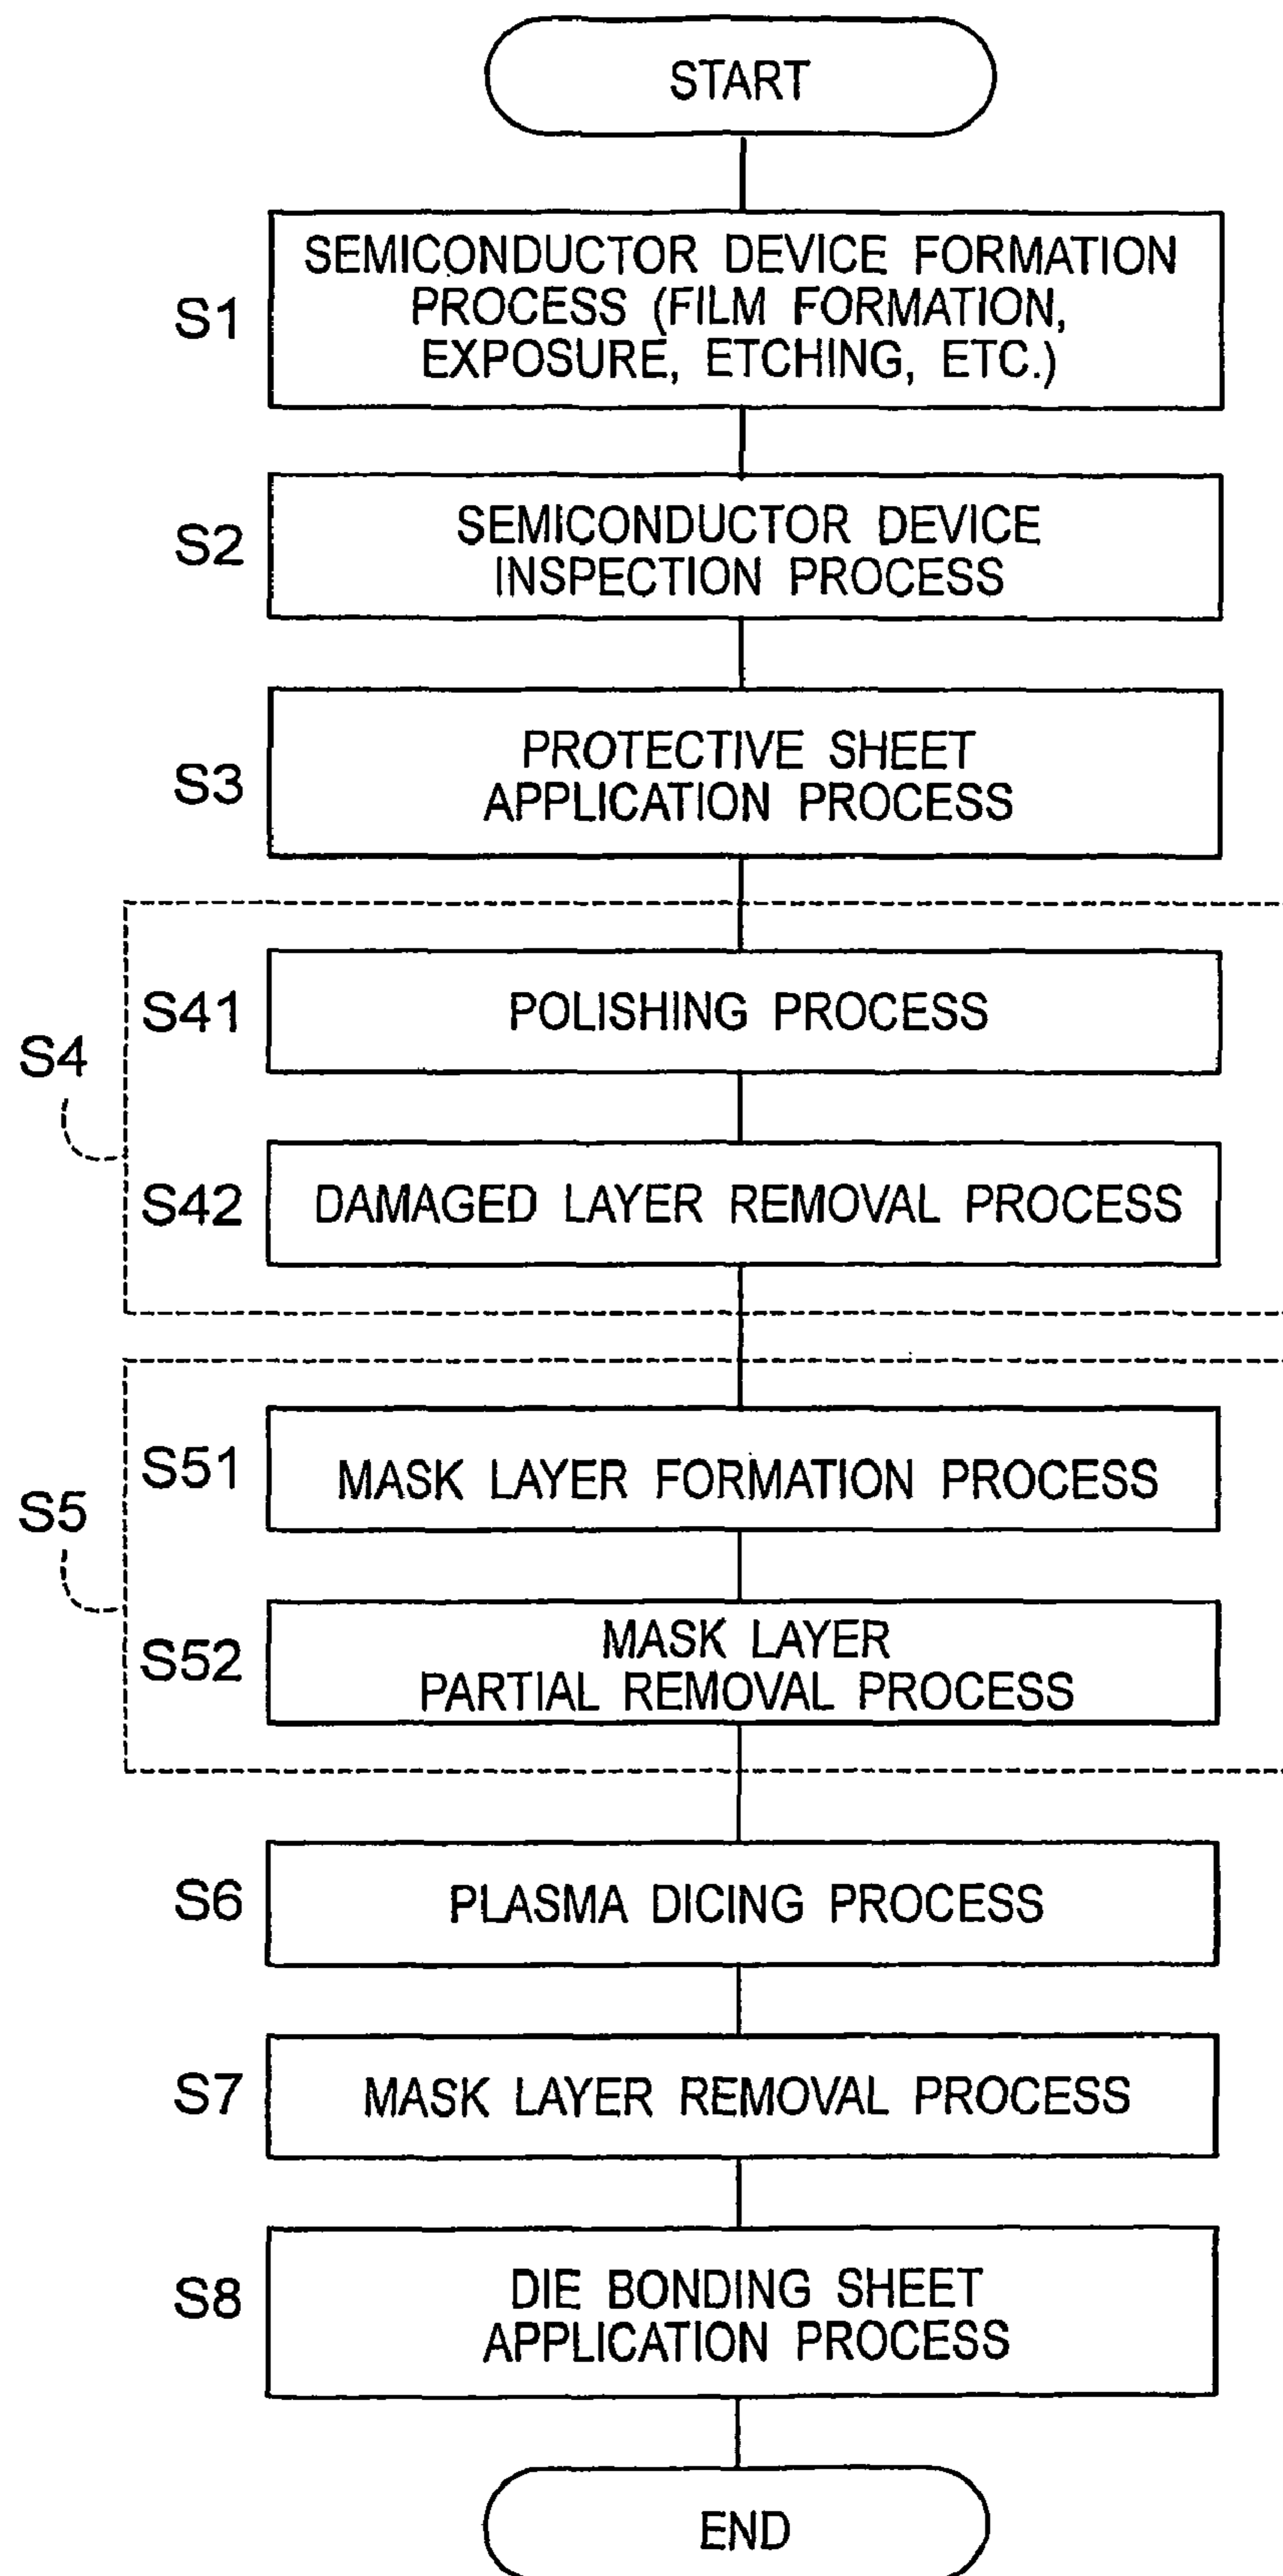 START
S1
SEMICONDUCTOR DEVICE FORMATION
PROCESS (FILM FORMATION,
EXPOSURE, ETCHING, ETC.)
S2
SEMICONDUCTOR DEVICE
INSPECTION PROCESS
S3
PROTECTIVE SHEET
APPLICATION PROCESS
S4
S41
POLISHING PROCESS
S42
DAMAGED LAYER REMOVAL PROCESS
S5
S51
MASK LAYER FORMATION PROCESS
S52
MASK LAYER
PARTIAL REMOVAL PROCESS
S6
PLASMA DICING PROCESS
S7
MASK LAYER REMOVAL PROCESS
S8
DIE BONDING SHEET
APPLICATION PROCESS
END